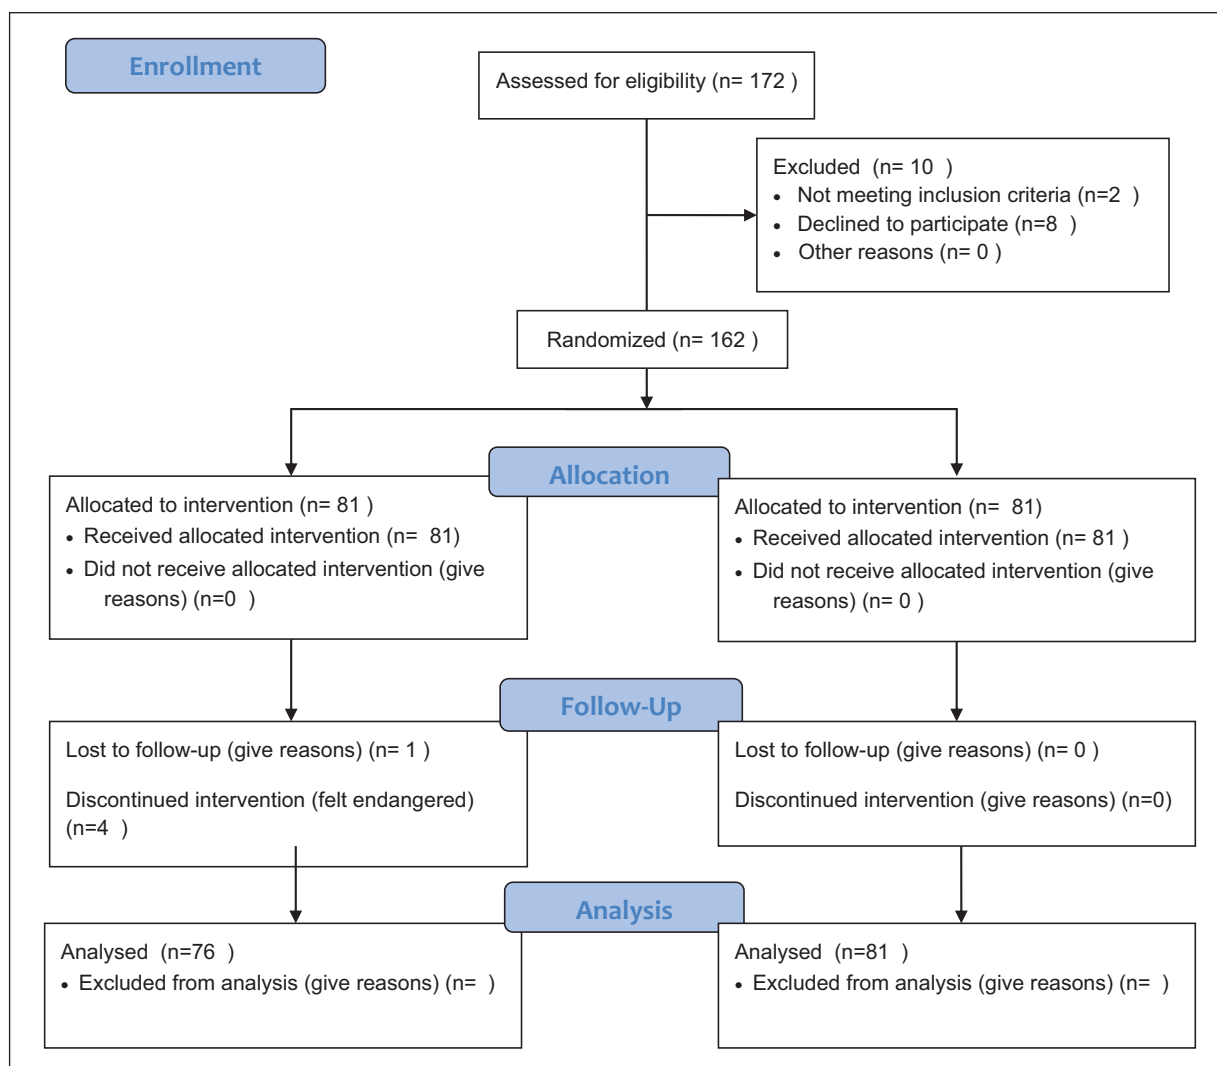 Enrollment
Assessed for eligibility (n= 172 )
Excluded (n= 10 )
• Not meeting inclusion criteria (n=2 )
• Declined to participate (n=8 )
• Other reasons (n= 0 )
Randomized (n= 162 )
Allocation
Allocated to intervention (n= 81 )
• Received allocated intervention (n= 81)
• Did not receive allocated intervention (give
reasons) (n=0 )
Allocated to intervention (n= 81)
• Received allocated intervention (n= 81 )
• Did not receive allocated intervention (give
reasons) (n= 0 )
Follow-Up
Lost to follow-up (give reasons) (n= 1 )
Discontinued intervention (felt endangered)
(n=4 )
Lost to follow-up (give reasons) (n= 0 )
Discontinued intervention (give reasons) (n=0)
Analysis
Analysed (n=76 )
• Excluded from analysis (give reasons) (n= )
Analysed (n=81 )
• Excluded from analysis (give reasons) (n= )